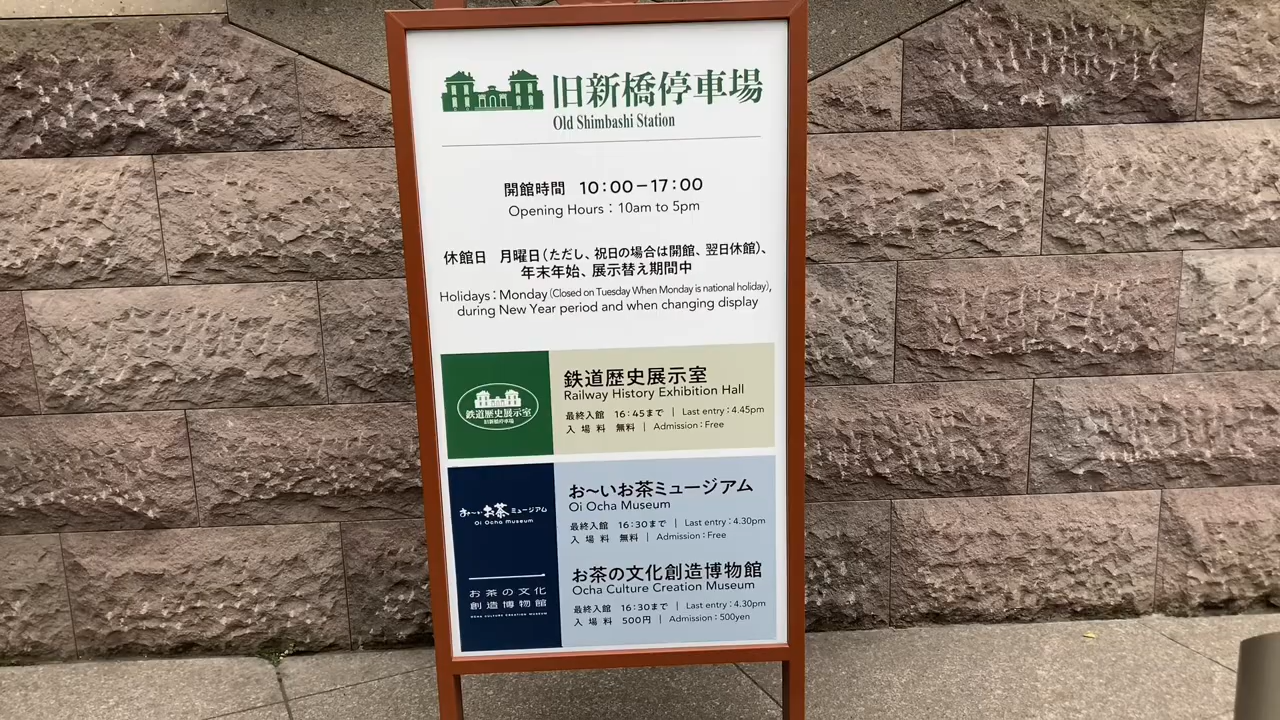 旧新橋停車場
Old Shimbashi Station
開館時間 10:00－17:00
Opening Hours : 10am to 5pm
休館日 月曜日(ただし、祝日の場合は開館、翌日休館)、
年末年始、展示替え期間中
Holidays : Monday (Closed on Tuesday When Monday is national holiday),
during New Year period and when changing display
鉄道歴史展示室
旧新橋停車場
鉄道歴史展示室
Railway History Exhibition Hall
最終入館 16:45まで | Last entry : 4.45pm
入場料 無料 | Admission : Free
お〜いお茶ミュージアム
Oi Ocha Museum
お〜いお茶ミュージアム
Oi Ocha Museum
最終入館 16:30まで | Last entry : 4.30pm
入場料 無料 | Admission : Free
お茶の文化
創造博物館
OCHA CULTURE CREATION MUSEUM
お茶の文化創造博物館
Ocha Culture Creation Museum
最終入館 16:30まで | Last entry : 4.30pm
入場料 500円 | Admission : 500yen